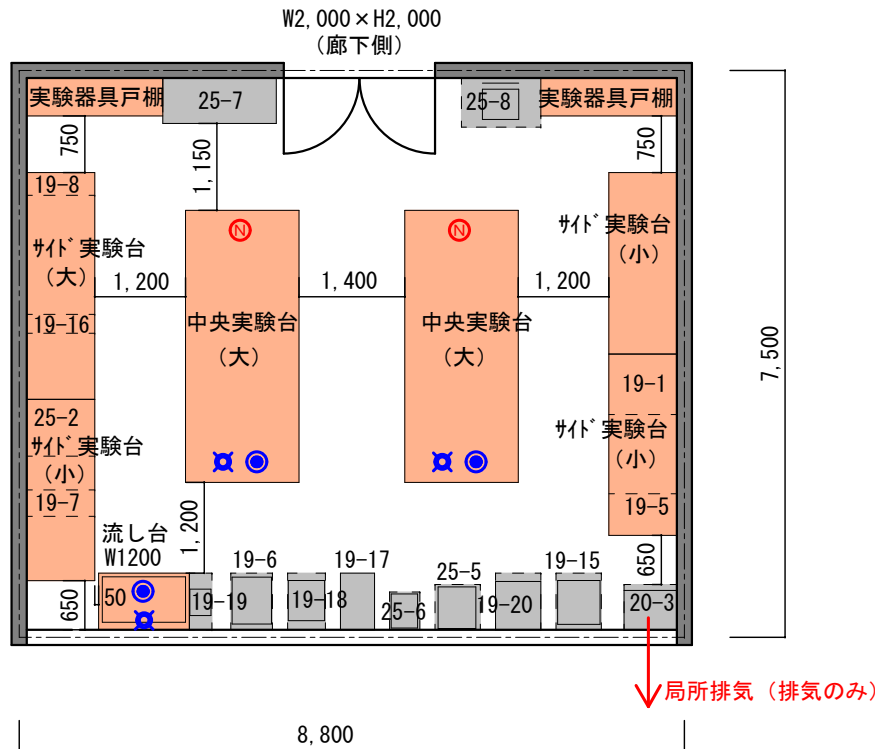 W2,000×H2,000
(廊下側)
実験器具戸棚
25-7
25-8
実験器具戸棚
750
1,150
750
19-8
N
N
サイド実験台
(大)
サイド実験台
(小)
1,200
1,400
1,200
19-16
中央実験台
(大)
中央実験台
(大)
7,500
19-1
25-2
サイド実験台
(小)
サイド実験台
(小)
19-7
19-5
流し台
W1200
1,200
19-6
19-17
25-5
19-15
650
650
50
19-19
19-18
25-6
19-20
20-3
局所排気(排気のみ)
8,800